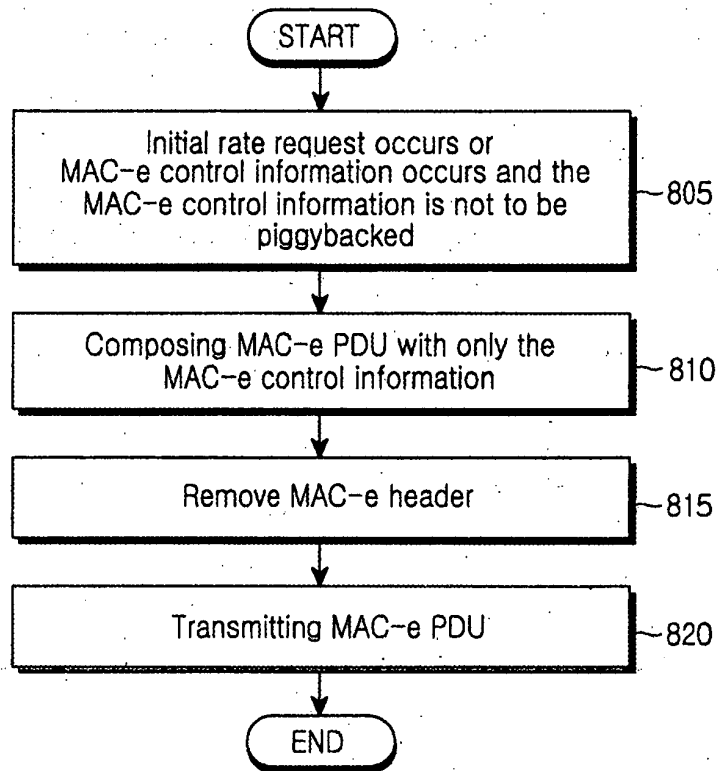 START
Initial rate request occurs or
MAC-e control information occurs and the
MAC-e control information is not to be
piggybacked
805
Composing MAC-e PDU with only the
MAC-e control information
810
Remove MAC-e header
815
Transmitting MAC-e PDU
820
END